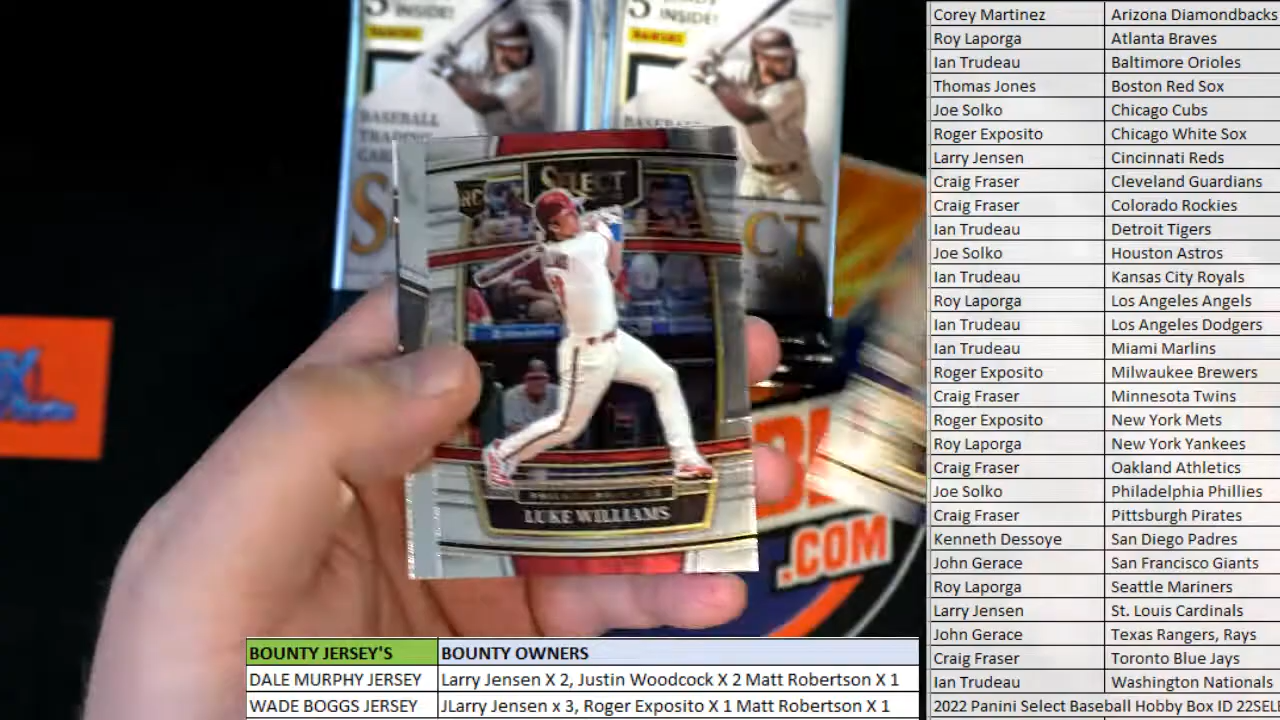 INSIDE!
INSIDE!
PANINI
PANINI
BASEBALL
TRADING
RC
SELECT
CT
LUKE WILLIAMS
.COM
Corey Martinez Arizona Diamondbacks
Roy Laporga Atlanta Braves
Ian Trudeau Baltimore Orioles
Thomas Jones Boston Red Sox
Joe Solko Chicago Cubs
Roger Exposito Chicago White Sox
Larry Jensen Cincinnati Reds
Craig Fraser Cleveland Guardians
Craig Fraser Colorado Rockies
Ian Trudeau Detroit Tigers
Joe Solko Houston Astros
Ian Trudeau Kansas City Royals
Roy Laporga Los Angeles Angels
Ian Trudeau Los Angeles Dodgers
Ian Trudeau Miami Marlins
Roger Exposito Milwaukee Brewers
Craig Fraser Minnesota Twins
Roger Exposito New York Mets
Roy Laporga New York Yankees
Craig Fraser Oakland Athletics
Joe Solko Philadelphia Phillies
Craig Fraser Pittsburgh Pirates
Kenneth Dessoye San Diego Padres
John Gerace San Francisco Giants
Roy Laporga Seattle Mariners
Larry Jensen St. Louis Cardinals
John Gerace Texas Rangers, Rays
Craig Fraser Toronto Blue Jays
Ian Trudeau Washington Nationals
2022 Panini Select Baseball Hobby Box ID 22SEL
BOUNTY JERSEY'S BOUNTY OWNERS
DALE MURPHY JERSEY Larry Jensen X 2, Justin Woodcock X 2 Matt Robertson X 1
WADE BOGGS JERSEY JLarry Jensen x 3, Roger Exposito X 1 Matt Robertson X 1